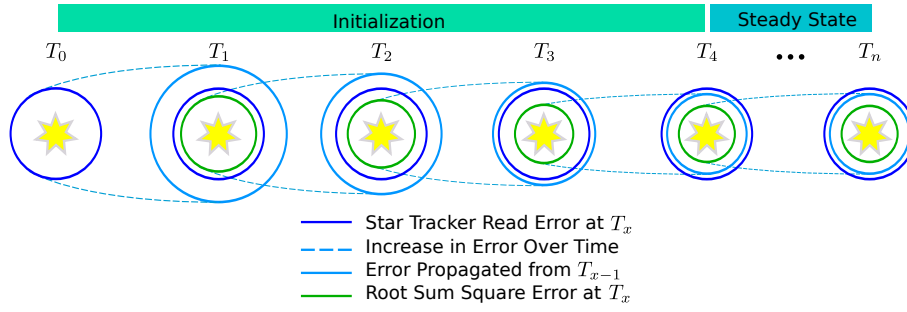 Initialization
Steady State
T₀
T₁
T₂
T₃
T₄
...
Tₙ
Star Tracker Read Error at Tₓ
Increase in Error Over Time
Error Propagated from Tₓ₋₁
Root Sum Square Error at Tₓ